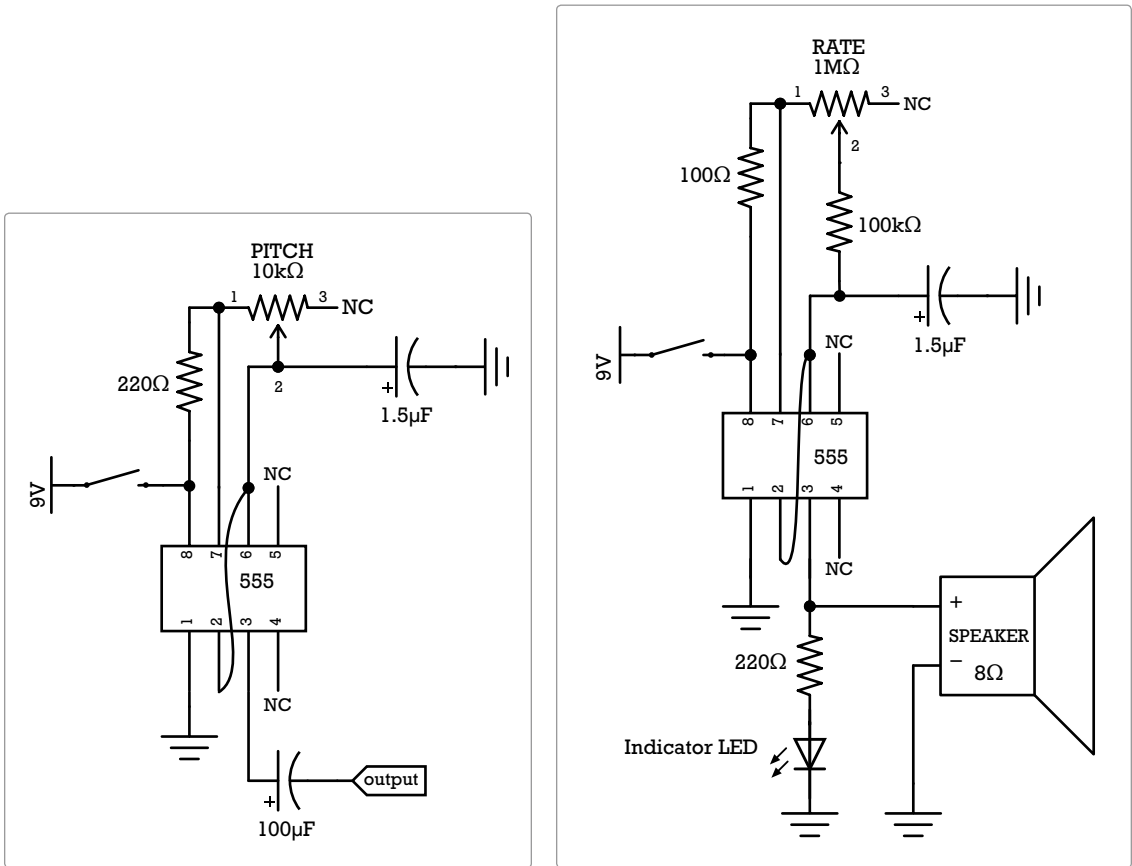 PITCH
10kΩ
1
3
NC
220Ω
2
+
1.5µF
9V
NC
8
7
6
5
555
1
2
3
4
NC
+
100µF
output
RATE
1MΩ
1
3
NC
2
100Ω
100kΩ
+
1.5µF
9V
NC
8
7
6
5
555
1
2
3
4
NC
+
SPEAKER
−
8Ω
220Ω
Indicator LED